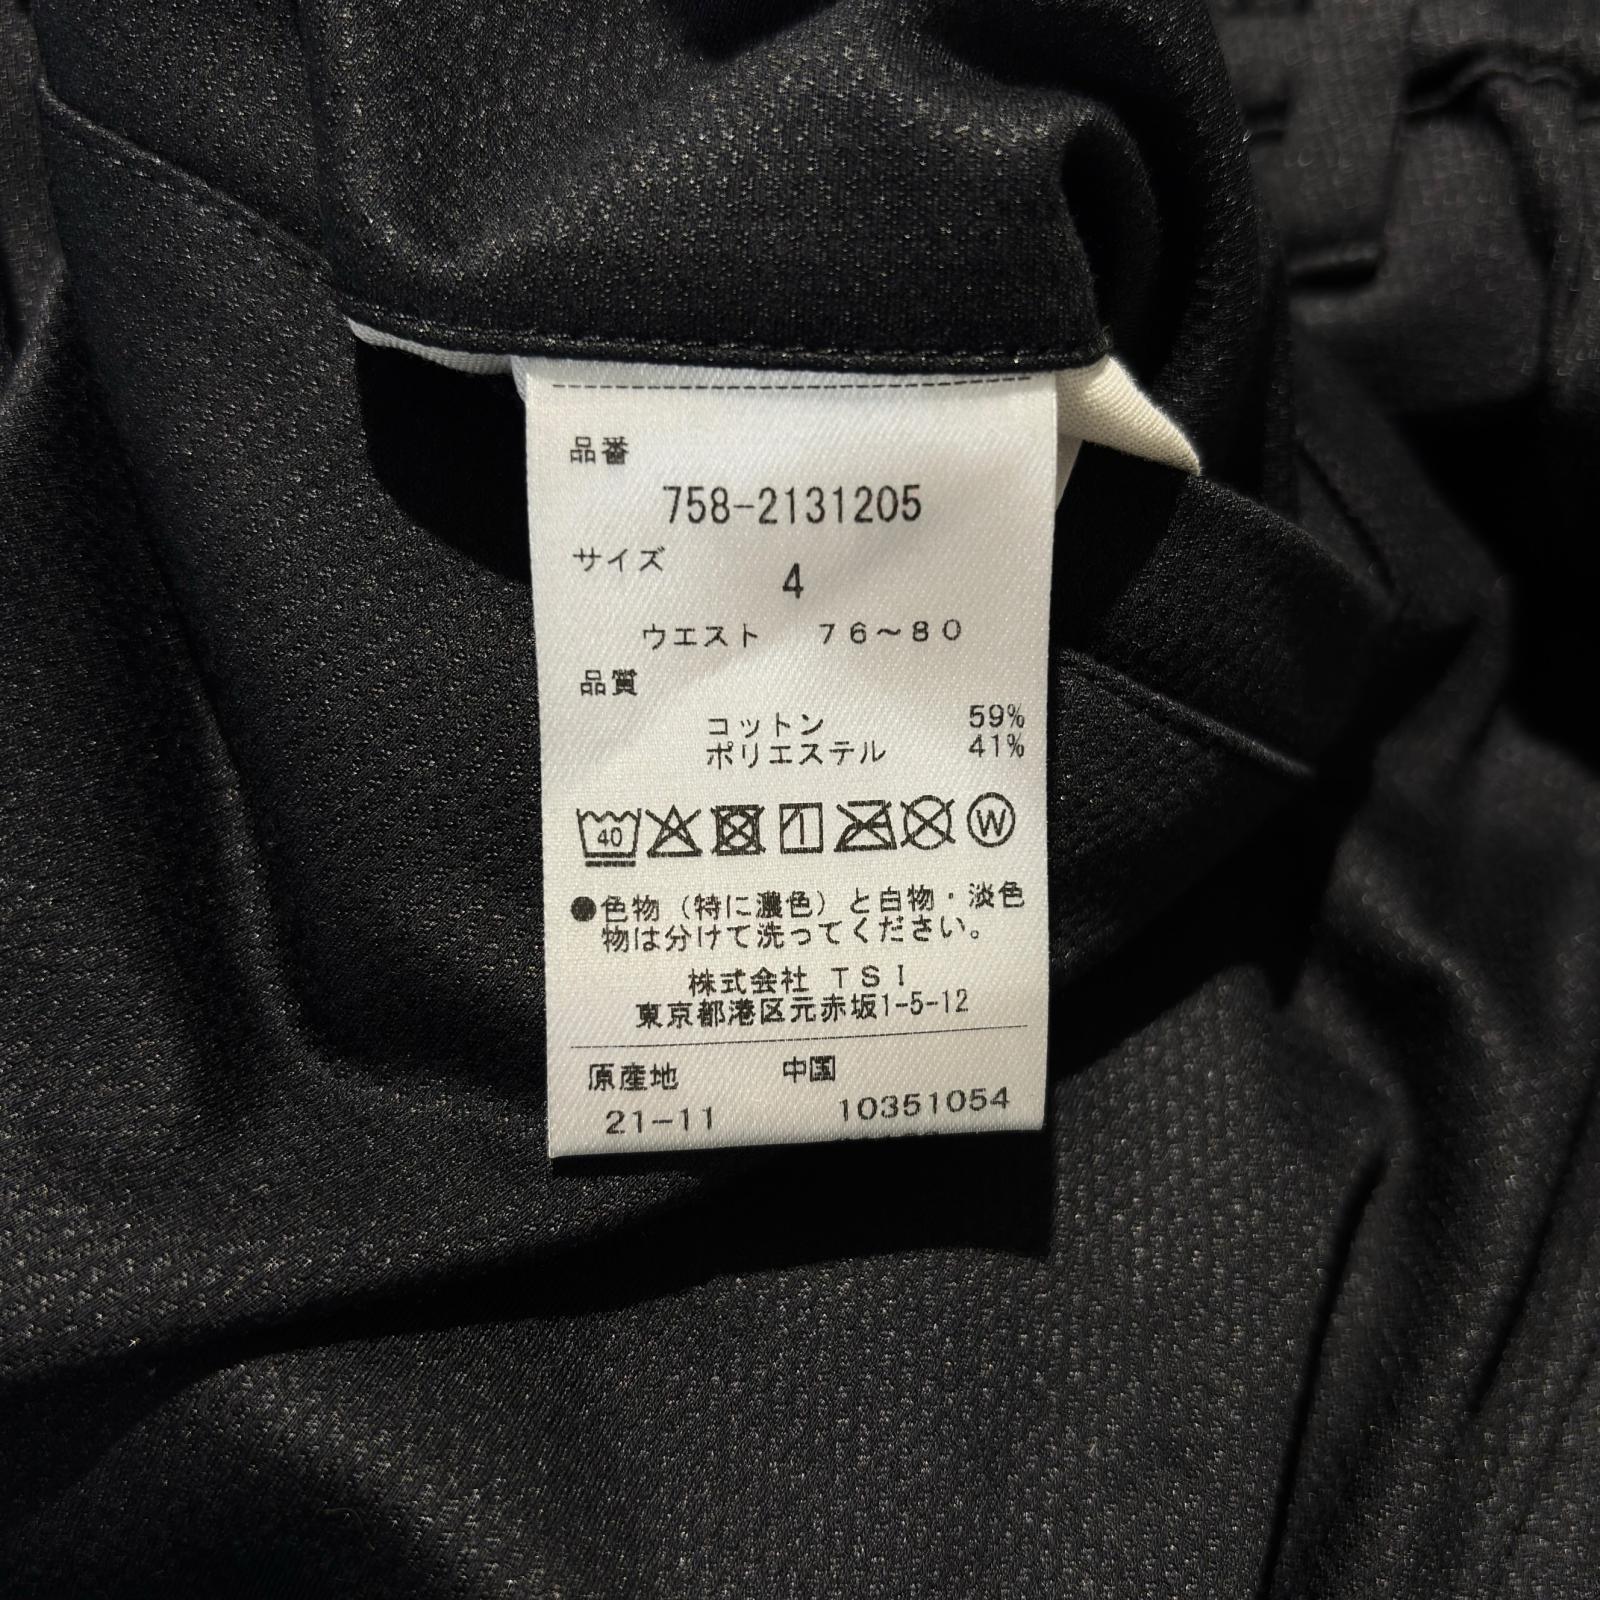 品番
758-2131205
サイズ
4
ウエスト 76~80
品質
コットン 59%
ポリエステル 41%
40 W
●色物(特に濃色)と白物・淡色
物は分けて洗ってください。
株式会社 TSI
東京都港区元赤坂1-5-12
原産地 中国
21-11 10351054